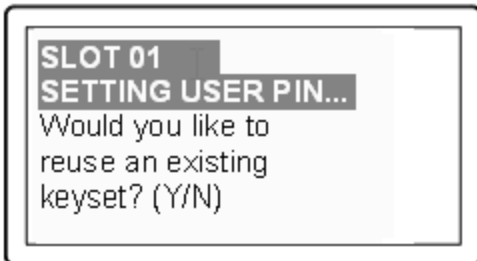 SLOT 01
SETTING USER PIN...
Would you like to
reuse an existing
keyset? (Y/N)